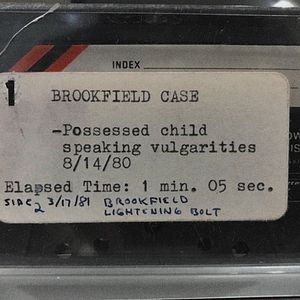 INDEX
1 BROOKFIELD CASE
-Possessed child
speaking vulgarities
8/14/80
Elapsed Time: 1 min. 05 sec.
SIDE 2 3/17/81 BROOKFIELD
LIGHTENING BOLT